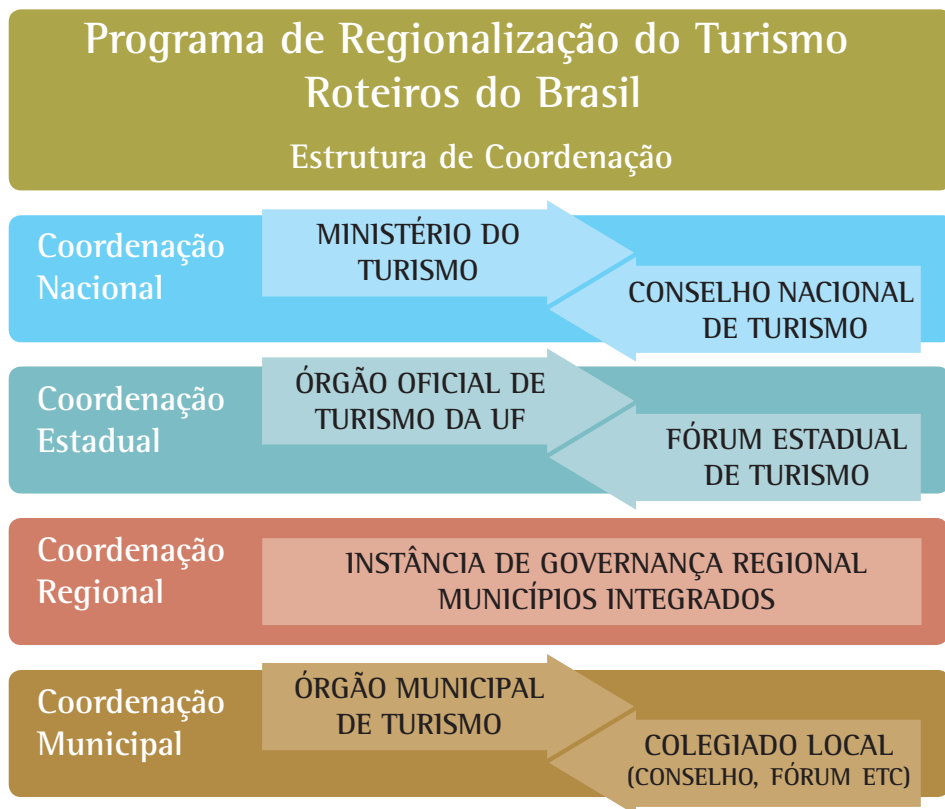 Programa de Regionalização do Turismo
Roteiros do Brasil
Estrutura de Coordenação
Coordenação
Nacional
MINISTÉRIO DO
TURISMO
CONSELHO NACIONAL
DE TURISMO
Coordenação
Estadual
ÓRGÃO OFICIAL DE
TURISMO DA UF
FÓRUM ESTADUAL
DE TURISMO
Coordenação
Regional
INSTÂNCIA DE GOVERNANÇA REGIONAL
MUNICÍPIOS INTEGRADOS
Coordenação
Municipal
ÓRGÃO MUNICIPAL
DE TURISMO
COLEGIADO LOCAL
(CONSELHO, FÓRUM ETC)